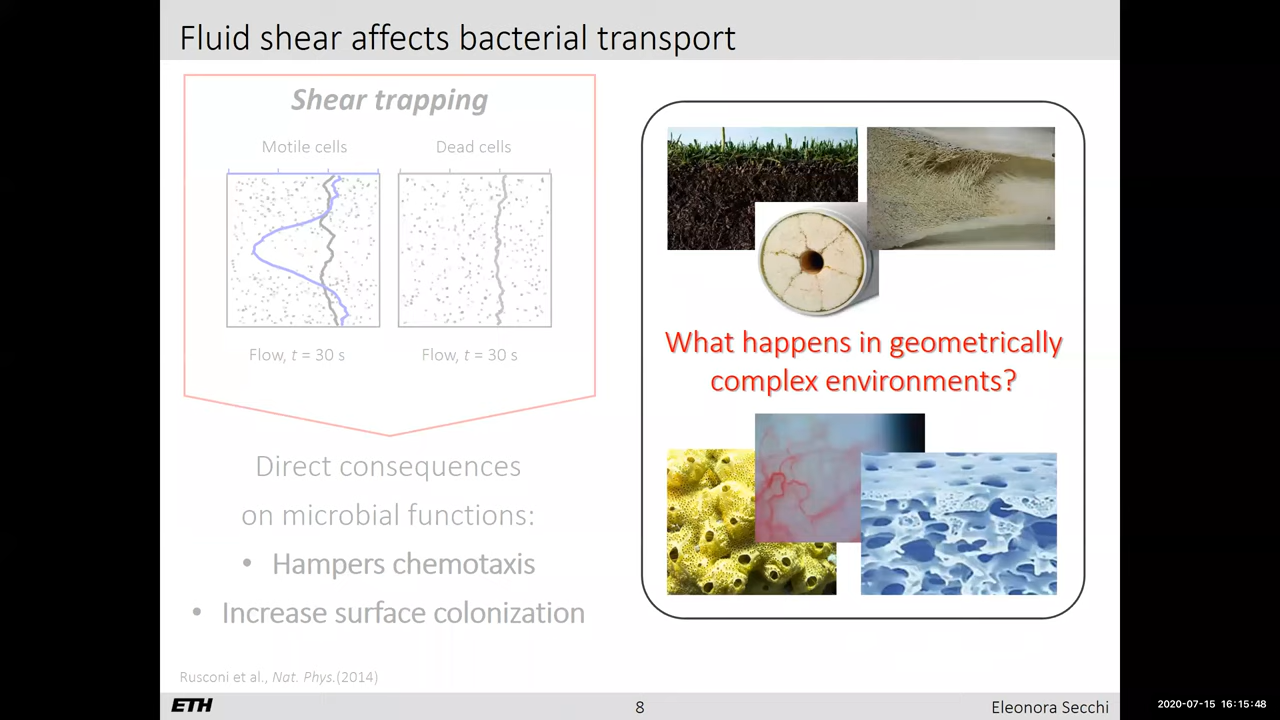 Fluid shear affects bacterial transport
Shear trapping
Motile cells
Dead cells
Flow, t = 30 s
Flow, t = 30 s
Direct consequences
on microbial functions:
• Hampers chemotaxis
• Increase surface colonization
Rusconi et al., Nat. Phys.(2014)
What happens in geometrically
complex environments?
ETH
8
Eleonora Secchi
2020-07-15 16:15:48